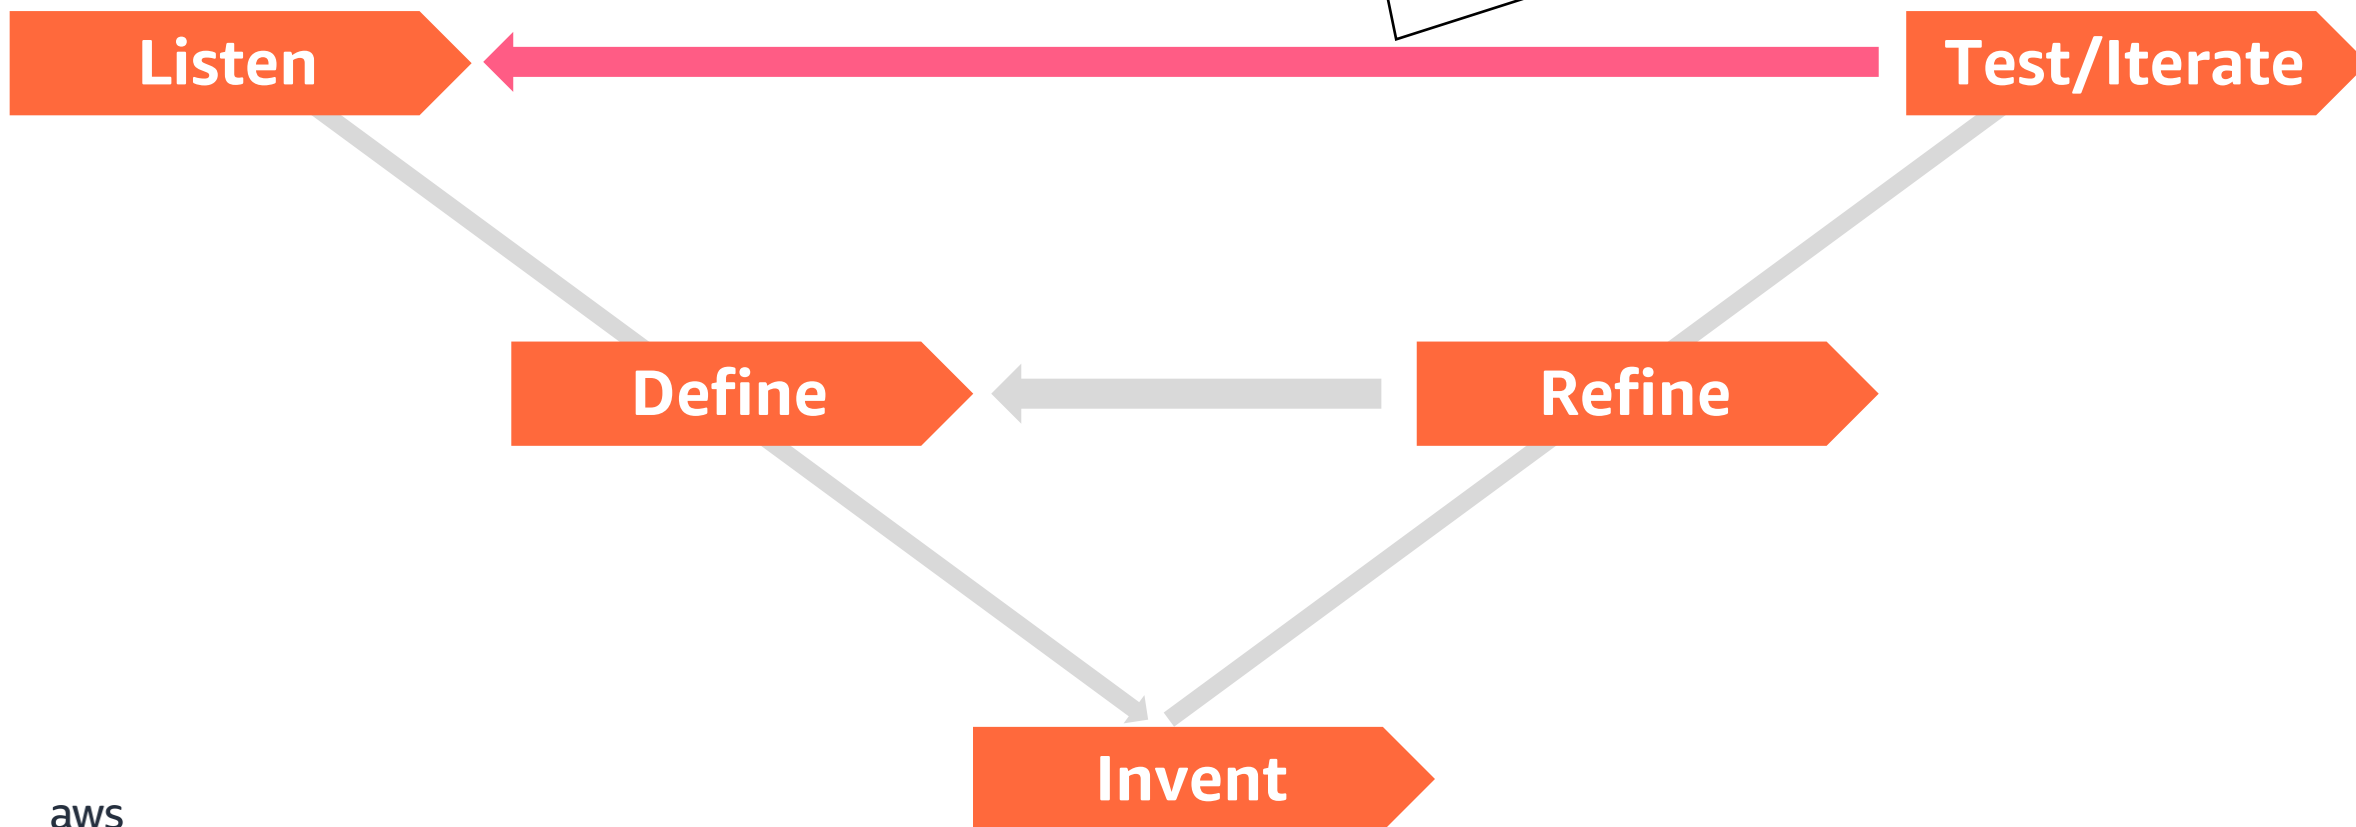 Listen
Test/Iterate
Define
Refine
Invent
aws